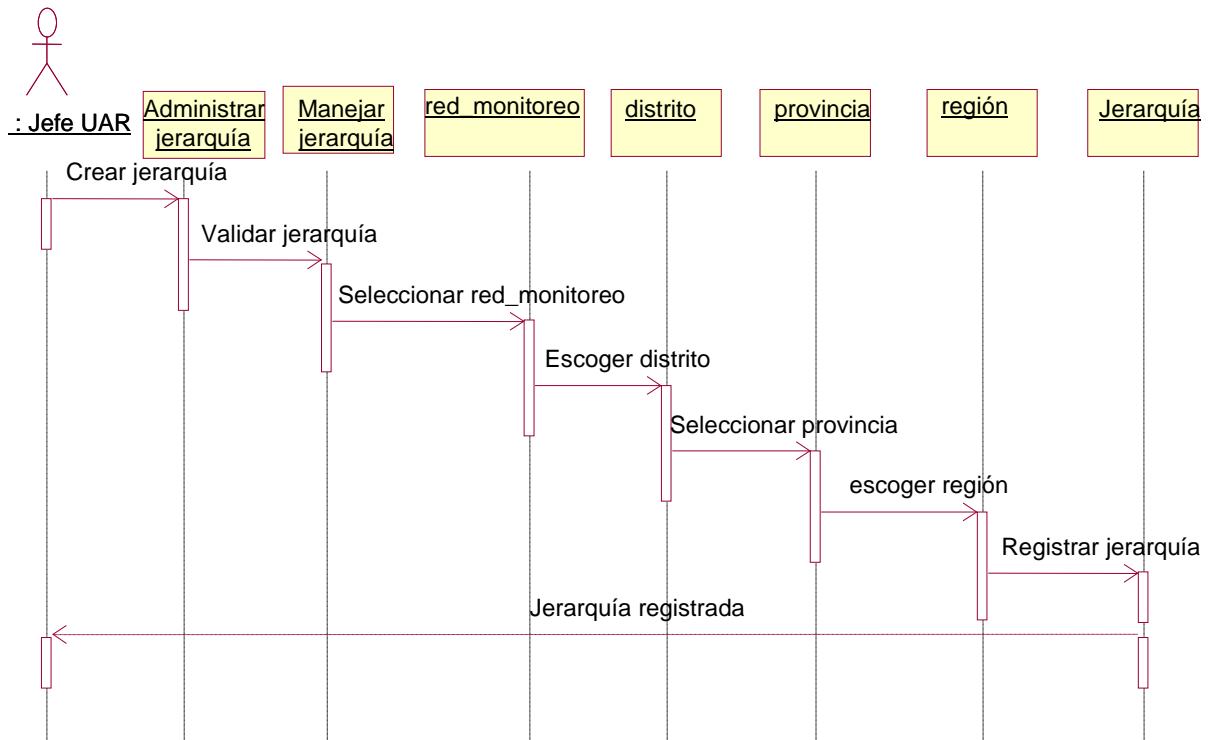 : Jefe UAR
Administrar
jerarquía
Manejar
jerarquía
red_monitoreo
distrito
provincia
región
Jerarquía
Crear jerarquía
Validar jerarquía
Seleccionar red_monitoreo
Escoger distrito
Seleccionar provincia
escoger región
Registrar jerarquía
Jerarquía registrada